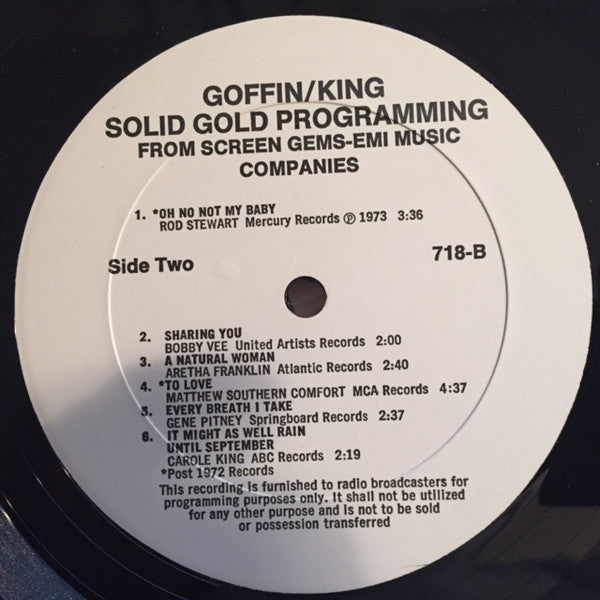 GOFFIN/KING
SOLID GOLD PROGRAMMING
FROM SCREEN GEMS-EMI MUSIC
COMPANIES
1. *OH NO NOT MY BABY
ROD STEWART Mercury Records Ⓟ 1973 3:36
Side Two 718-B
2. SHARING YOU
BOBBY VEE United Artists Records 2:00
3. A NATURAL WOMAN
ARETHA FRANKLIN Atlantic Records 2:40
4. *TO LOVE
MATTHEW SOUTHERN COMFORT MCA Records 4:37
5. EVERY BREATH I TAKE
GENE PITNEY Springboard Records 2:37
6. IT MIGHT AS WELL RAIN
UNTIL SEPTEMBER
CAROLE KING ABC Records 2:19
*Post 1972 Records
This recording is furnished to radio broadcasters for
programming purposes only. It shall not be utilized
for any other purpose and is not to be sold
or possession transferred